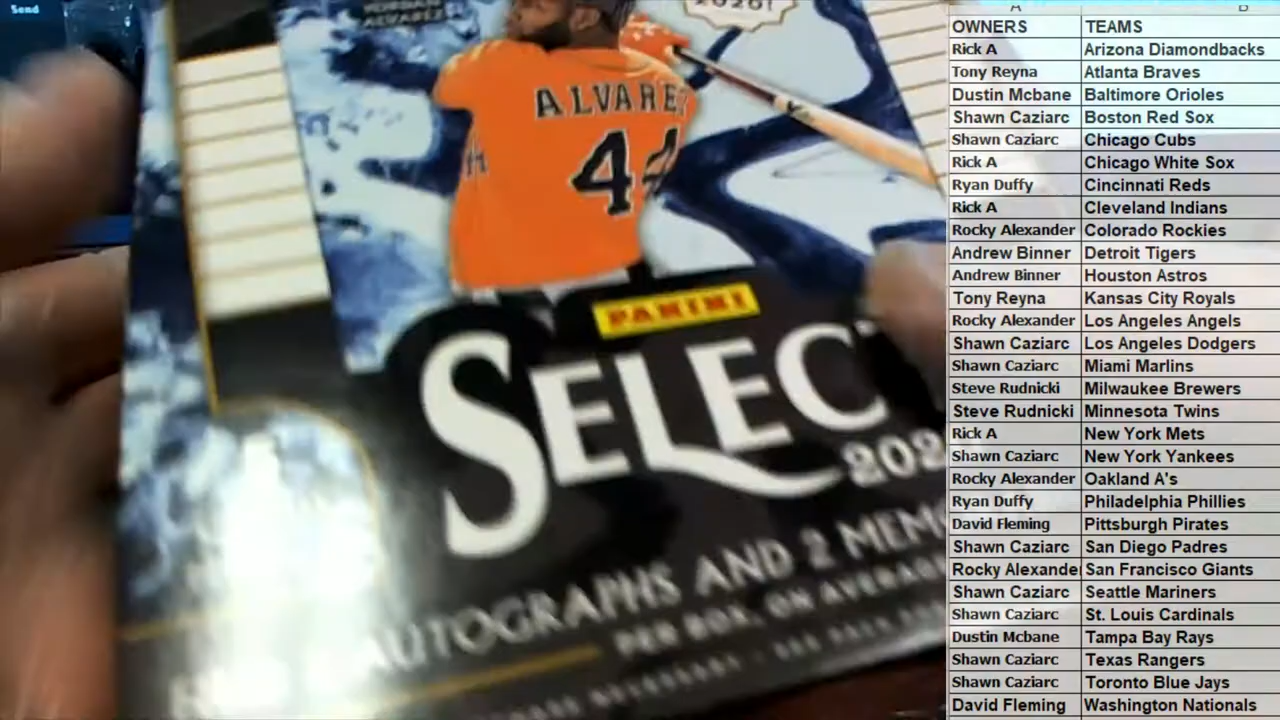 Send
YORDAN
ALVAREZ
2020!
ALVAREZ
44
PANINI
SELECT
202
AUTOGRAPHS AND 2 MEMO
PER BOX, ON AVERAGE
A B
OWNERS TEAMS
Rick A Arizona Diamondbacks
Tony Reyna Atlanta Braves
Dustin Mcbane Baltimore Orioles
Shawn Caziarc Boston Red Sox
Shawn Caziarc Chicago Cubs
Rick A Chicago White Sox
Ryan Duffy Cincinnati Reds
Rick A Cleveland Indians
Rocky Alexander Colorado Rockies
Andrew Binner Detroit Tigers
Andrew Binner Houston Astros
Tony Reyna Kansas City Royals
Rocky Alexander Los Angeles Angels
Shawn Caziarc Los Angeles Dodgers
Shawn Caziarc Miami Marlins
Steve Rudnicki Milwaukee Brewers
Steve Rudnicki Minnesota Twins
Rick A New York Mets
Shawn Caziarc New York Yankees
Rocky Alexander Oakland A's
Ryan Duffy Philadelphia Phillies
David Fleming Pittsburgh Pirates
Shawn Caziarc San Diego Padres
Rocky Alexander San Francisco Giants
Shawn Caziarc Seattle Mariners
Shawn Caziarc St. Louis Cardinals
Dustin Mcbane Tampa Bay Rays
Shawn Caziarc Texas Rangers
Shawn Caziarc Toronto Blue Jays
David Fleming Washington Nationals